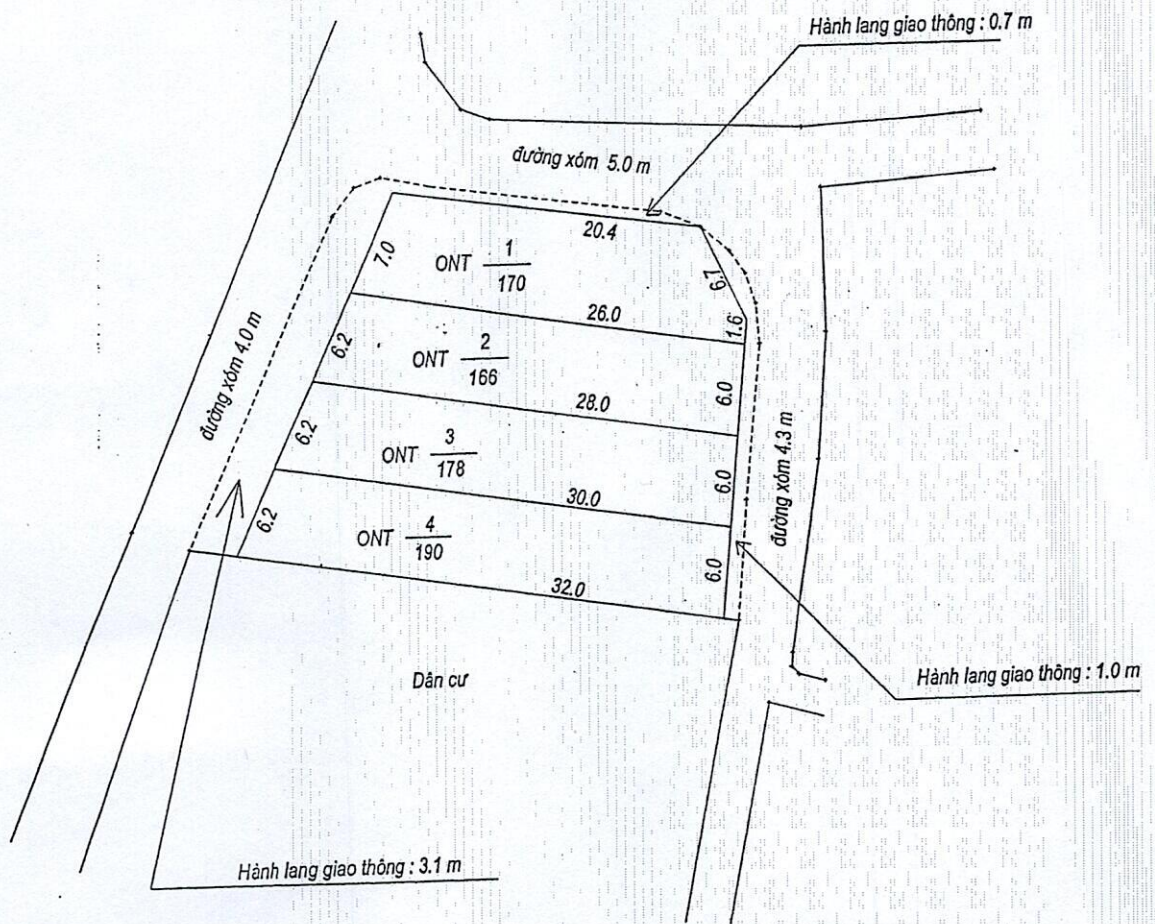 Hành lang giao thông : 0.7 m
đường xóm 5.0 m
20.4
7.0
ONT 1
170
6.7
26.0
1.6
đường xóm 4.0 m
6.2
ONT 2
166
28.0
6.0
6.2
ONT 3
178
30.0
6.0
đường xóm 4.3 m
6.2
ONT 4
190
32.0
6.0
Dân cư
Hành lang giao thông : 1.0 m
Hành lang giao thông : 3.1 m